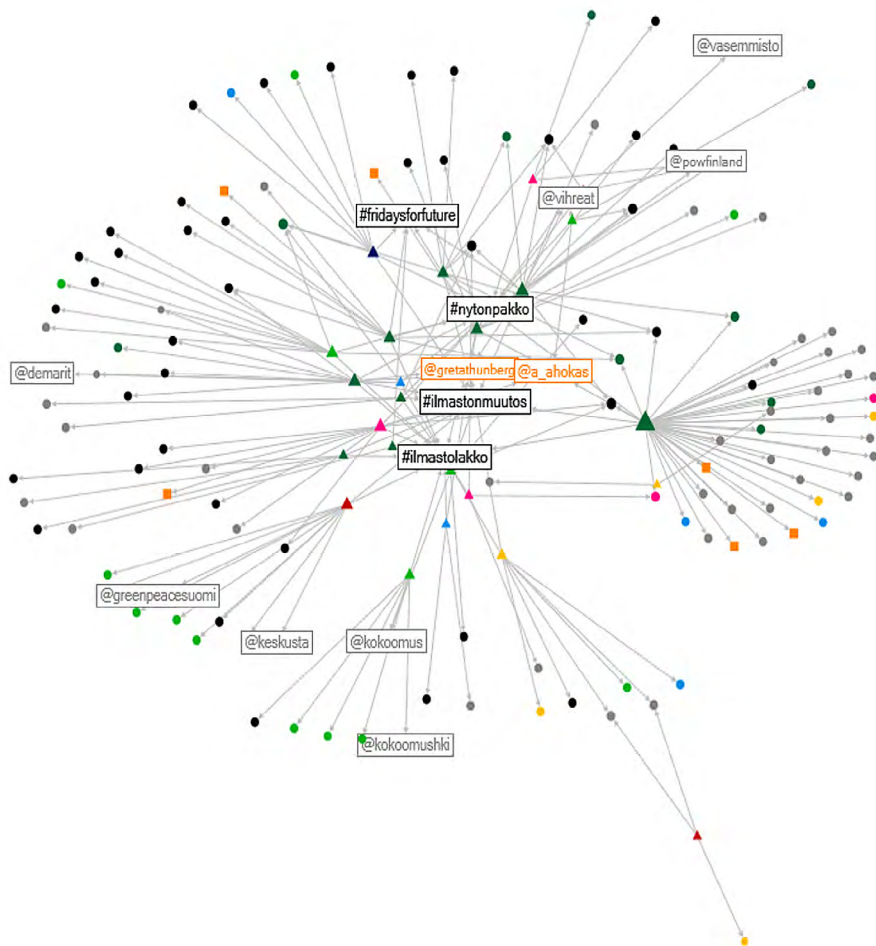 @vasemmisto
@powfinland
@vihreat
#fridaysforfuture
#nytonpakko
@gretathunberg
@a_ahokas
@demarit
#ilmastonmuutos
#ilmastolakko
@greenpeacesuomi
@keskusta
@kokoomus
@kokoomushki